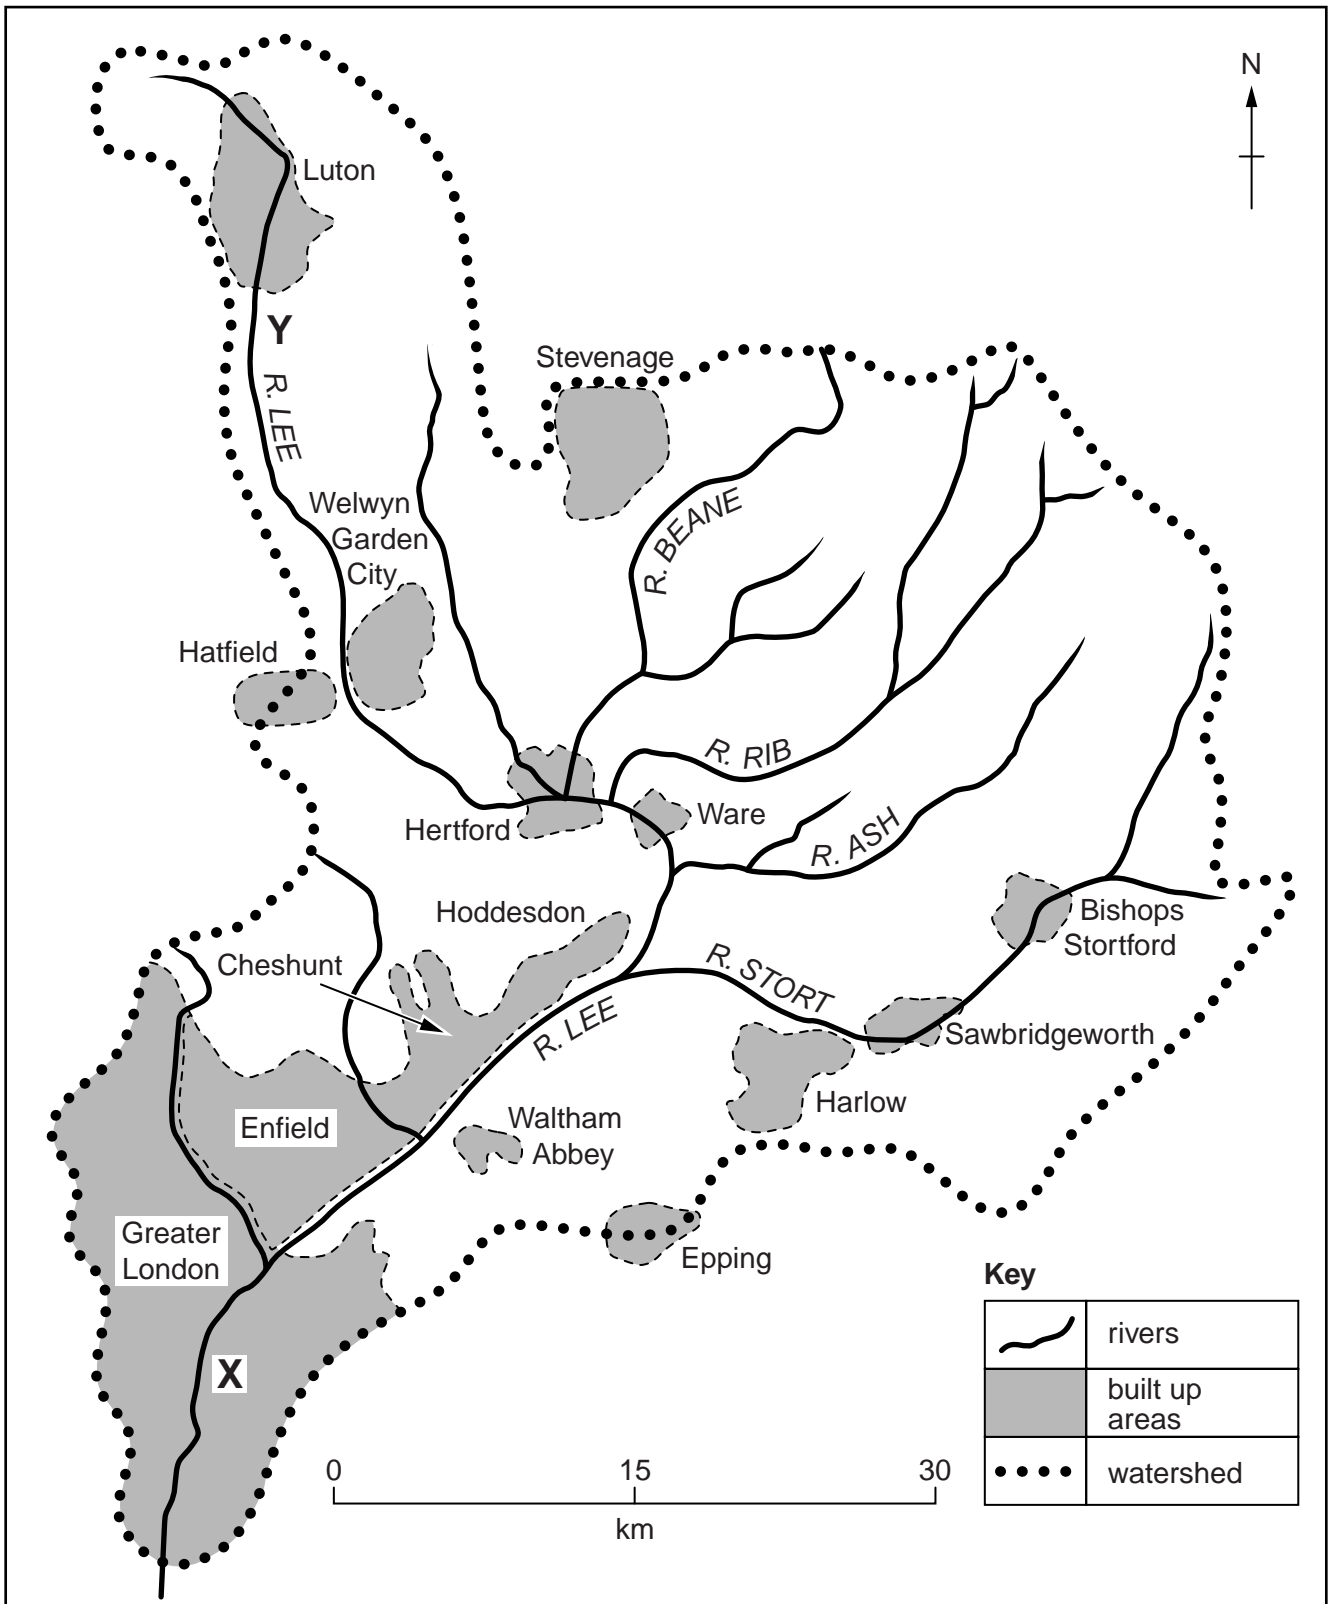 N
Luton
Y
R. LEE
Stevenage
Welwyn
Garden
City
R. BEANE
Hatfield
R. RIB
Hertford
Ware
R. ASH
Hoddesdon
Bishops
Stortford
Cheshunt
R. STORT
R. LEE
Sawbridgeworth
Harlow
Enfield
Waltham
Abbey
Greater
London
Epping
X
Key
rivers
built up
areas
watershed
0 15 30
km